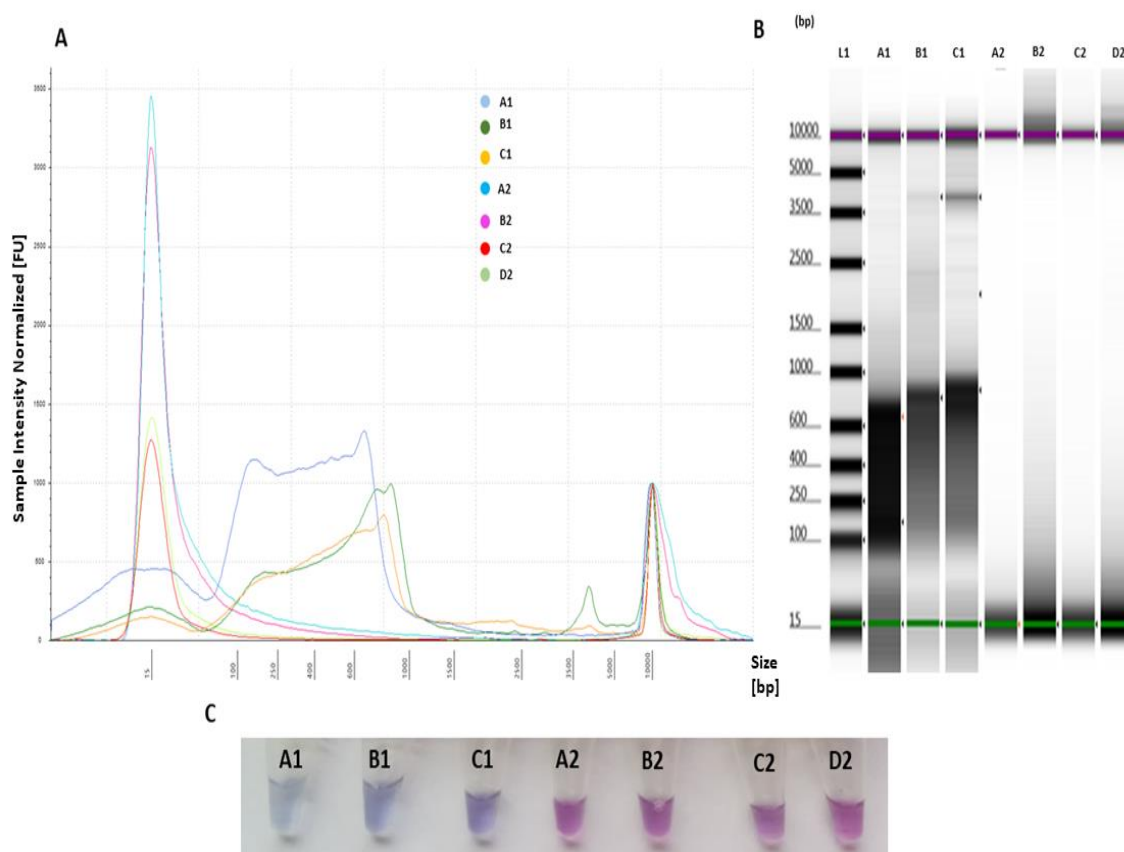 A
Sample Intensity Normalized [FU]
3500
3000
2500
2000
1500
1000
500
0
A1
B1
C1
A2
B2
C2
D2
15
100
250
400
600
1000
1500
2500
3500
5000
10000
Size
[bp]
B
(bp)
L1 A1 B1 C1 A2 B2 C2 D2
10000
5000
3500
2500
1500
1000
600
400
250
100
15
C
A1 B1 C1 A2 B2 C2 D2